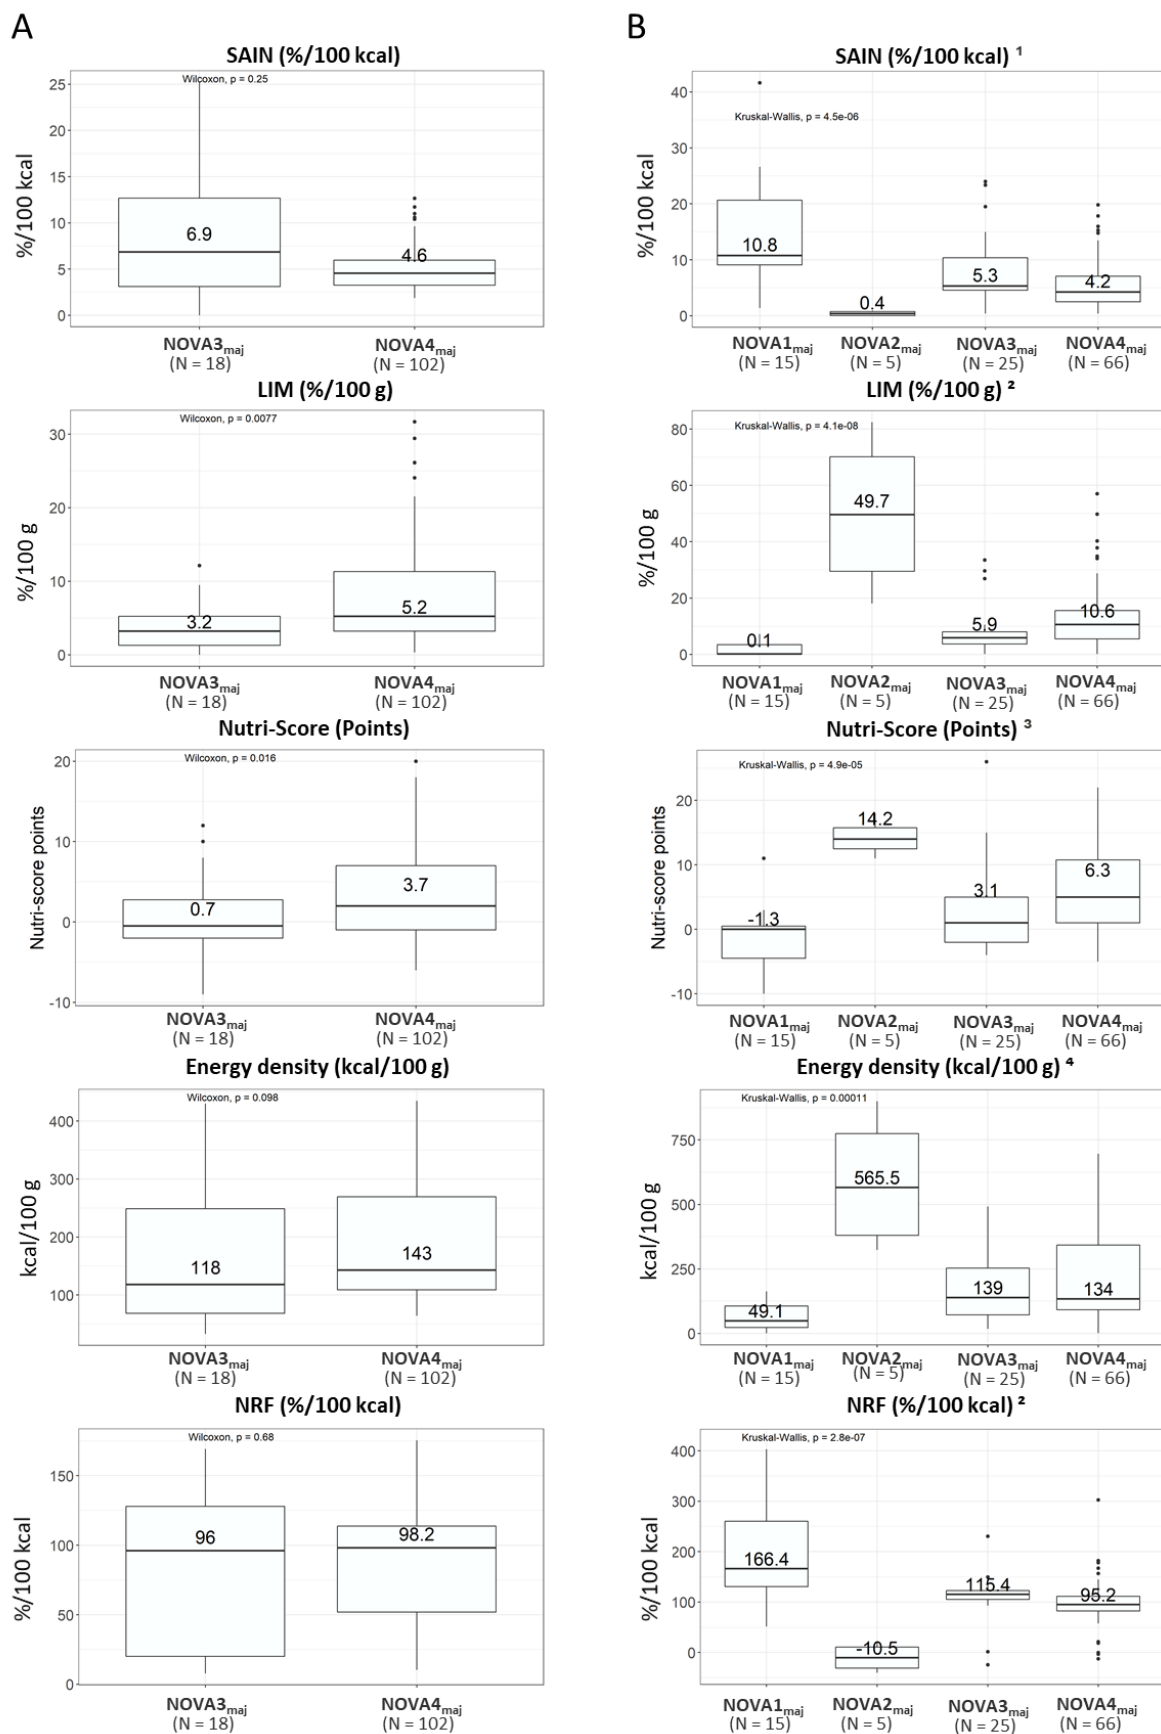 A
SAIN (%/100 kcal)
Wilcoxon, p = 0.25
%/100 kcal
25
20
15
10
5
0
6.9
4.6
NOVA3maj
(N = 18)
NOVA4maj
(N = 102)
LIM (%/100 g)
Wilcoxon, p = 0.0077
%/100 g
30
20
10
0
3.2
5.2
NOVA3maj
(N = 18)
NOVA4maj
(N = 102)
Nutri-Score (Points)
Wilcoxon, p = 0.016
Nutri-score points
20
10
0
-10
0.7
3.7
NOVA3maj
(N = 18)
NOVA4maj
(N = 102)
Energy density (kcal/100 g)
Wilcoxon, p = 0.098
kcal/100 g
400
300
200
100
118
143
NOVA3maj
(N = 18)
NOVA4maj
(N = 102)
NRF (%/100 kcal)
Wilcoxon, p = 0.68
%/100 kcal
150
100
50
0
96
98.2
NOVA3maj
(N = 18)
NOVA4maj
(N = 102)
B
SAIN (%/100 kcal) ¹
Kruskal-Wallis, p = 4.5e-06
%/100 kcal
40
30
20
10
0
10.8
0.4
5.3
4.2
NOVA1maj
(N = 15)
NOVA2maj
(N = 5)
NOVA3maj
(N = 25)
NOVA4maj
(N = 66)
LIM (%/100 g) ²
Kruskal-Wallis, p = 4.1e-08
%/100 g
80
60
40
20
0
0.1
49.7
5.9
10.6
NOVA1maj
(N = 15)
NOVA2maj
(N = 5)
NOVA3maj
(N = 25)
NOVA4maj
(N = 66)
Nutri-Score (Points) ³
Kruskal-Wallis, p = 4.9e-05
Nutri-score points
20
10
0
-10
-1.3
14.2
3.1
6.3
NOVA1maj
(N = 15)
NOVA2maj
(N = 5)
NOVA3maj
(N = 25)
NOVA4maj
(N = 66)
Energy density (kcal/100 g) ⁴
Kruskal-Wallis, p = 0.00011
kcal/100 g
750
500
250
0
49.1
565.5
139
134
NOVA1maj
(N = 15)
NOVA2maj
(N = 5)
NOVA3maj
(N = 25)
NOVA4maj
(N = 66)
NRF (%/100 kcal) ²
Kruskal-Wallis, p = 2.8e-07
%/100 kcal
400
300
200
100
0
166.4
-10.5
115.4
95.2
NOVA1maj
(N = 15)
NOVA2maj
(N = 5)
NOVA3maj
(N = 25)
NOVA4maj
(N = 66)